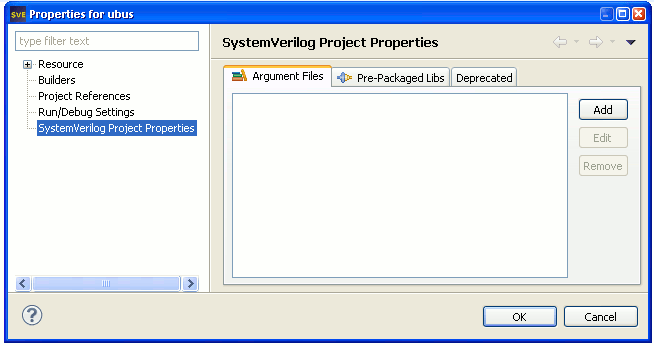 SVE Properties for ubus
type filter text
SystemVerilog Project Properties
Resource
Builders
Project References
Run/Debug Settings
SystemVerilog Project Properties
Argument Files
Pre-Packaged Libs
Deprecated
Add
Edit
Remove
?
OK
Cancel